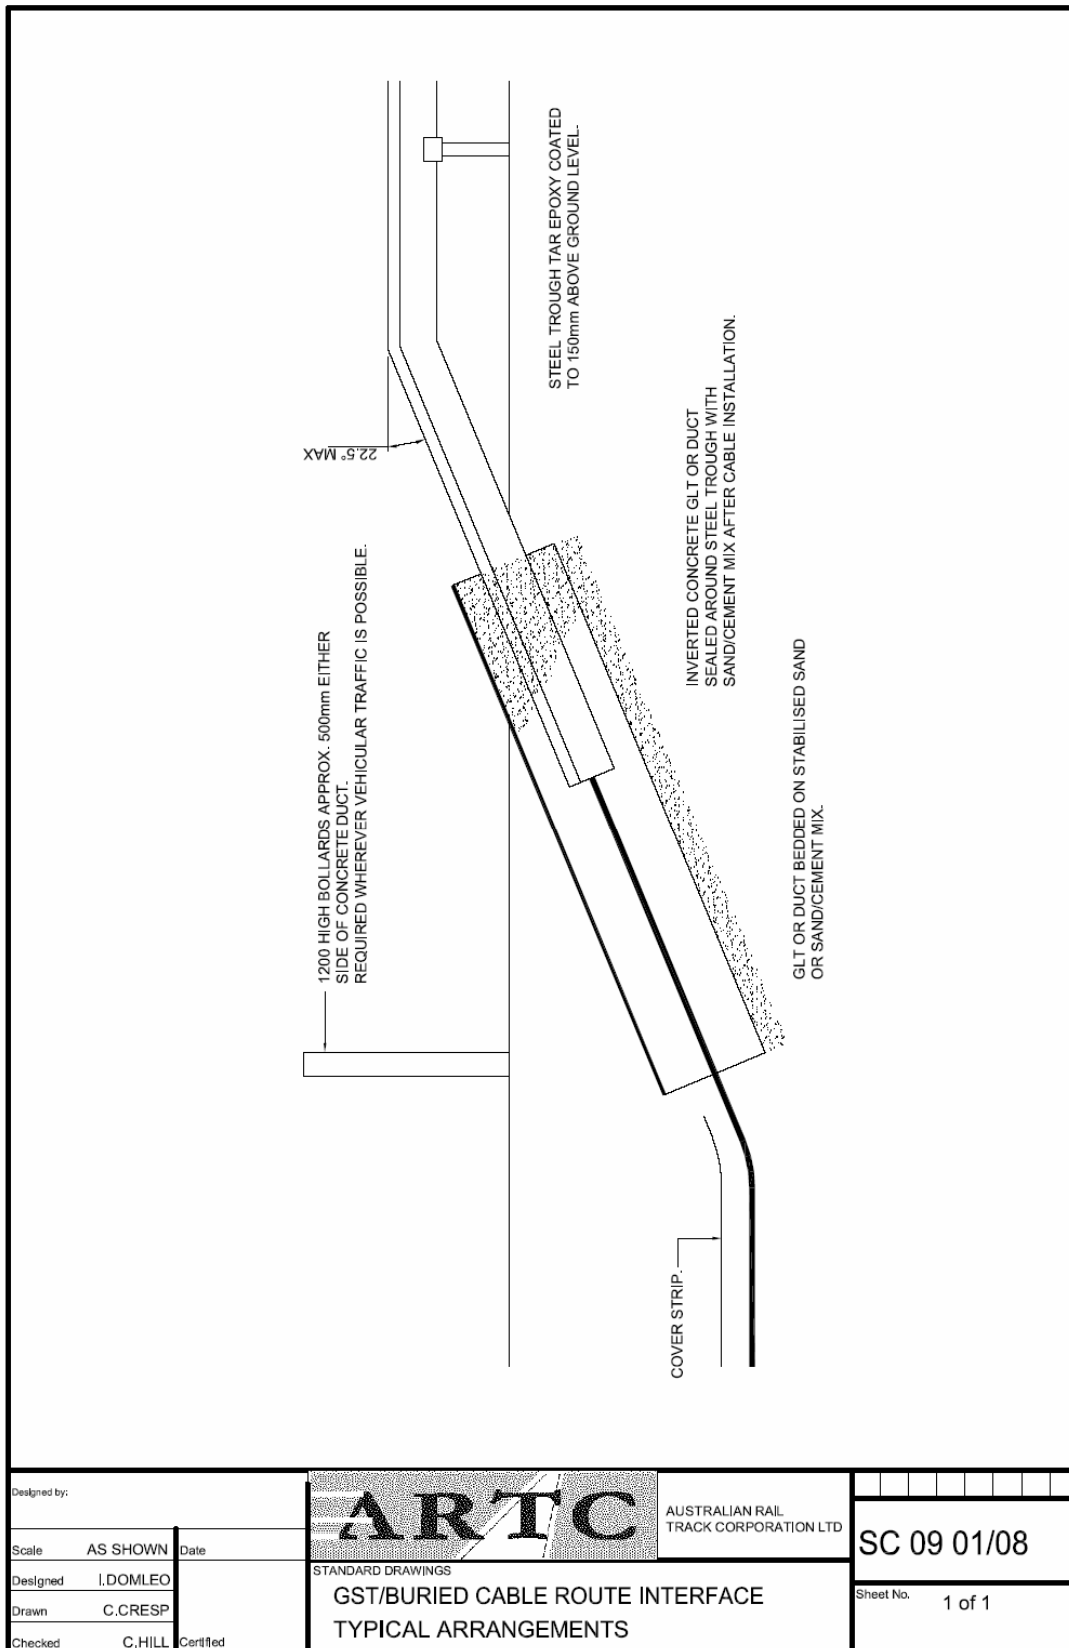 STEEL TROUGH TAR EPOXY COATED
TO 150mm ABOVE GROUND LEVEL.
22.5° MAX
INVERTED CONCRETE GLT OR DUCT
SEALED AROUND STEEL TROUGH WITH
SAND/CEMENT MIX AFTER CABLE INSTALLATION.
1200 HIGH BOLLARDS APPROX. 500mm EITHER
SIDE OF CONCRETE DUCT.
REQUIRED WHEREVER VEHICULAR TRAFFIC IS POSSIBLE.
GLT OR DUCT BEDDED ON STABILISED SAND
OR SAND/CEMENT MIX.
COVER STRIP.
Designed by:
Scale AS SHOWN Date
Designed I.DOMLEO
Drawn C.CRESP
Checked C.HILL Certified
ARTC
AUSTRALIAN RAIL
TRACK CORPORATION LTD
STANDARD DRAWINGS
GST/BURIED CABLE ROUTE INTERFACE
TYPICAL ARRANGEMENTS
SC 09 01/08
Sheet No. 1 of 1